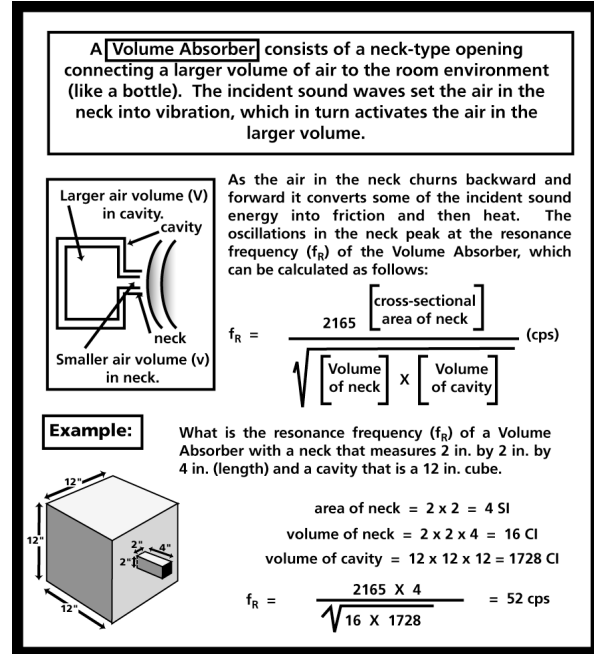 A Volume Absorber consists of a neck-type opening
connecting a larger volume of air to the room environment
(like a bottle). The incident sound waves set the air in the
neck into vibration, which in turn activates the air in the
larger volume.
Larger air volume (V)
in cavity.
cavity
neck
Smaller air volume (v)
in neck.
As the air in the neck churns backward and
forward it converts some of the incident sound
energy into friction and then heat. The
oscillations in the neck peak at the resonance
frequency (fR) of the Volume Absorber, which
can be calculated as follows:
fR = 2165 [cross-sectional
area of neck]
(cps)
√ [Volume
of neck] X [Volume
of cavity]
Example:
What is the resonance frequency (fR) of a Volume
Absorber with a neck that measures 2 in. by 2 in. by
4 in. (length) and a cavity that is a 12 in. cube.
12"
12"
12"
2"
4"
2"
area of neck = 2 x 2 = 4 SI
volume of neck = 2 x 2 x 4 = 16 CI
volume of cavity = 12 x 12 x 12 = 1728 CI
2165 X 4
fR = = 52 cps
√ 16 X 1728